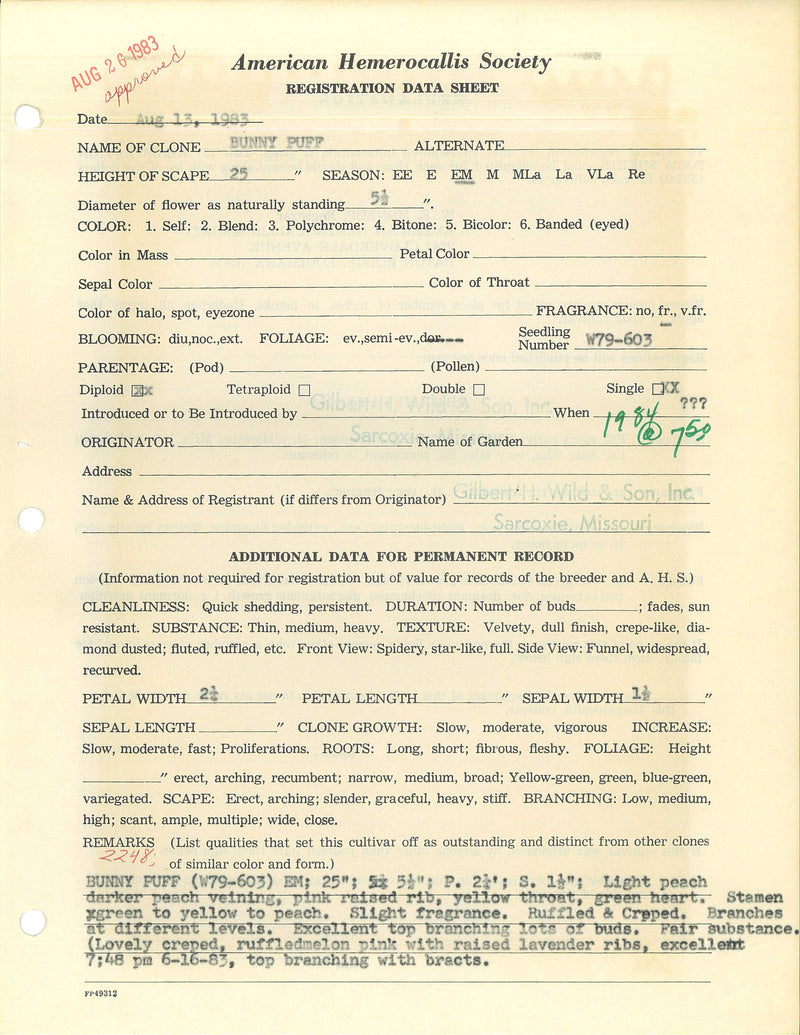 AUG 26 1983
approved
American Hemerocallis Society
REGISTRATION DATA SHEET
Date Aug 13, 1983
NAME OF CLONE BUNNY PUFF ALTERNATE
HEIGHT OF SCAPE 25 " SEASON: EE E EM M MLa La VLa Re
Diameter of flower as naturally standing 5½ ".
COLOR: 1. Self: 2. Blend: 3. Polychrome: 4. Bitone: 5. Bicolor: 6. Banded (eyed)
Color in Mass Petal Color
Sepal Color Color of Throat
Color of halo, spot, eyezone FRAGRANCE: no, fr., v.fr.
BLOOMING: diu,noc.,ext. FOLIAGE: ev.,semi-ev.,dor.---
Seedling Number W79-603
PARENTAGE: (Pod) (Pollen)
Diploid xx Tetraploid Double Single XX
Introduced or to Be Introduced by When ???
1984 @ 7.50
ORIGINATOR Name of Garden
Address
Name & Address of Registrant (if differs from Originator) Gilbert H. Wild & Son, Inc.
Sarcoxie, Missouri
ADDITIONAL DATA FOR PERMANENT RECORD
(Information not required for registration but of value for records of the breeder and A. H. S.)
CLEANLINESS: Quick shedding, persistent. DURATION: Number of buds ; fades, sun
resistant. SUBSTANCE: Thin, medium, heavy. TEXTURE: Velvety, dull finish, crepe-like, dia-
mond dusted; fluted, ruffled, etc. Front View: Spidery, star-like, full. Side View: Funnel, widespread,
recurved.
PETAL WIDTH 2¼ " PETAL LENGTH " SEPAL WIDTH 1½ "
SEPAL LENGTH " CLONE GROWTH: Slow, moderate, vigorous INCREASE:
Slow, moderate, fast; Proliferations. ROOTS: Long, short; fibrous, fleshy. FOLIAGE: Height
" erect, arching, recumbent; narrow, medium, broad; Yellow-green, green, blue-green,
variegated. SCAPE: Erect, arching; slender, graceful, heavy, stiff. BRANCHING: Low, medium,
high; scant, ample, multiple; wide, close.
REMARKS (List qualities that set this cultivar off as outstanding and distinct from other clones
2248. of similar color and form.)
BUNNY PUFF (W79-603) EM; 25"; 5½"; P. 2¼"; S. 1½"; Light peach
darker peach veining, pink raised rib, yellow throat, green heart. Stamen
xgreen to yellow to peach. Slight fragrance. Ruffled & Creped. Branches
at different levels. Excellent top branching lots of buds. Fair substance.
(Lovely creped, ruffledmelon pink with raised lavender ribs, excellent
7;48 pm 6-16-83, top branching with bracts.
FP49312